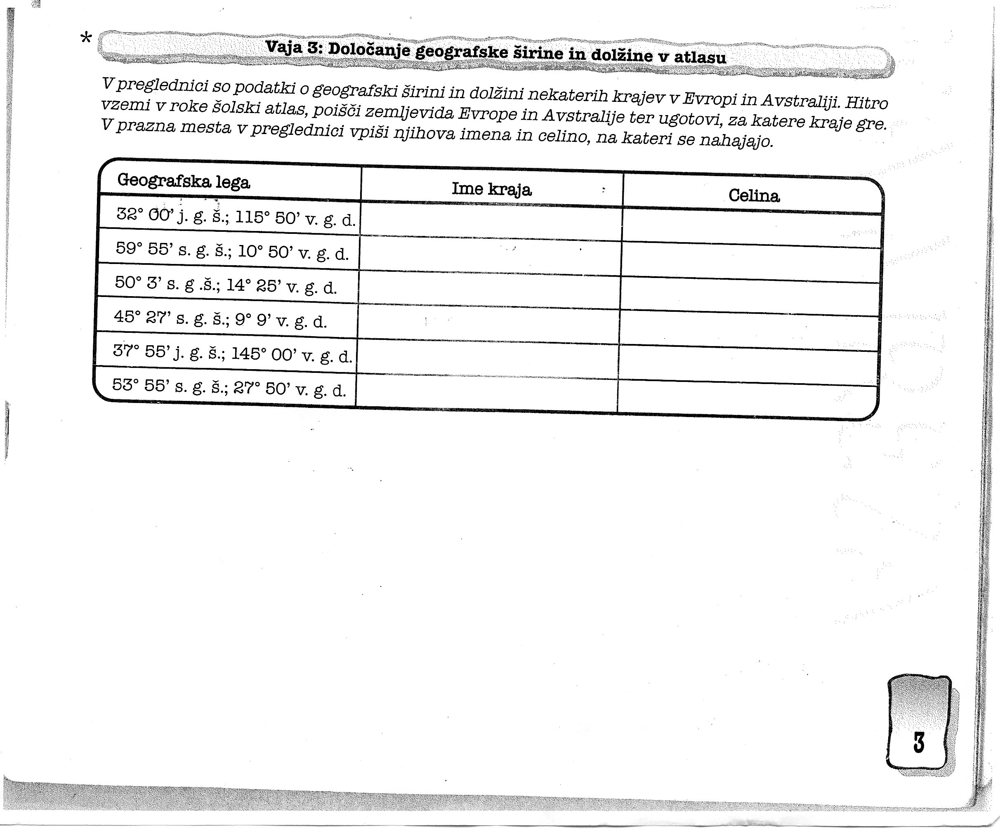 *
Vaja 3: Določanje geografske širine in dolžine v atlasu
V preglednici so podatki o geografski širini in dolžini nekaterih krajev v Evropi in Avstraliji. Hitro
vzemi v roke šolski atlas, poišči zemljevida Evrope in Avstralije ter ugotovi, za katere kraje gre.
V prazna mesta v preglednici vpiši njihova imena in celino, na kateri se nahajajo.
Geografska lega Ime kraja Celina
32° 00’ j. g. š.; 115° 50’ v. g. d.
59° 55’ s. g. š.; 10° 50’ v. g. d.
50° 3’ s. g .š.; 14° 25’ v. g. d.
45° 27’ s. g. š.; 9° 9’ v. g. d.
37° 55’ j. g. š.; 145° 00’ v. g. d.
53° 55’ s. g. š.; 27° 50’ v. g. d.
3